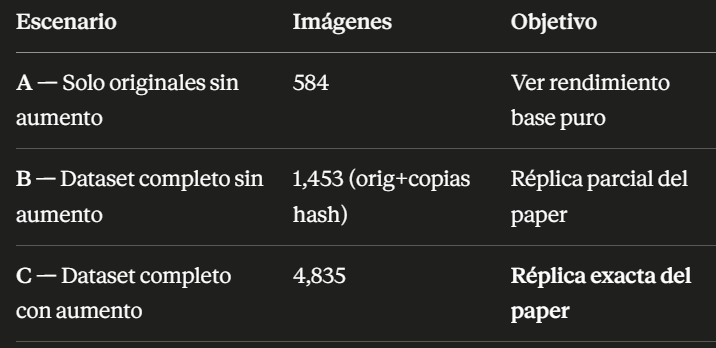 Escenario Imágenes Objetivo
A — Solo originales sin 584 Ver rendimiento
aumento base puro
B — Dataset completo sin 1,453 (orig+copias Réplica parcial del
aumento hash) paper
C — Dataset completo 4,835 Réplica exacta del
con aumento paper